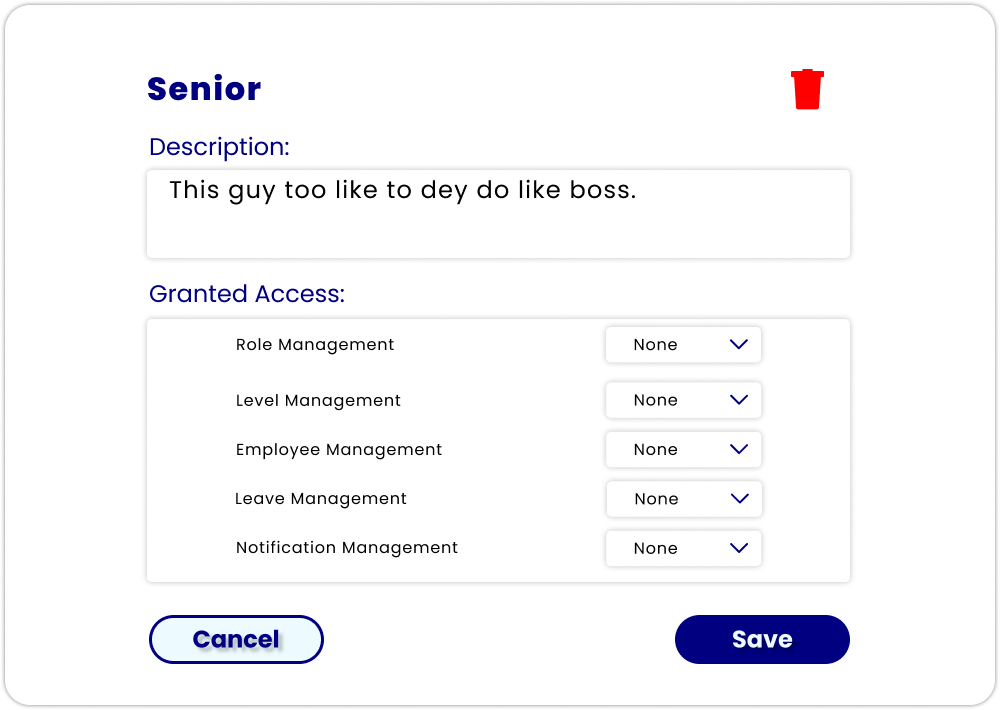 Senior
Description:
This guy too like to dey do like boss.
Granted Access:
Role Management None
Level Management None
Employee Management None
Leave Management None
Notification Management None
Cancel Save